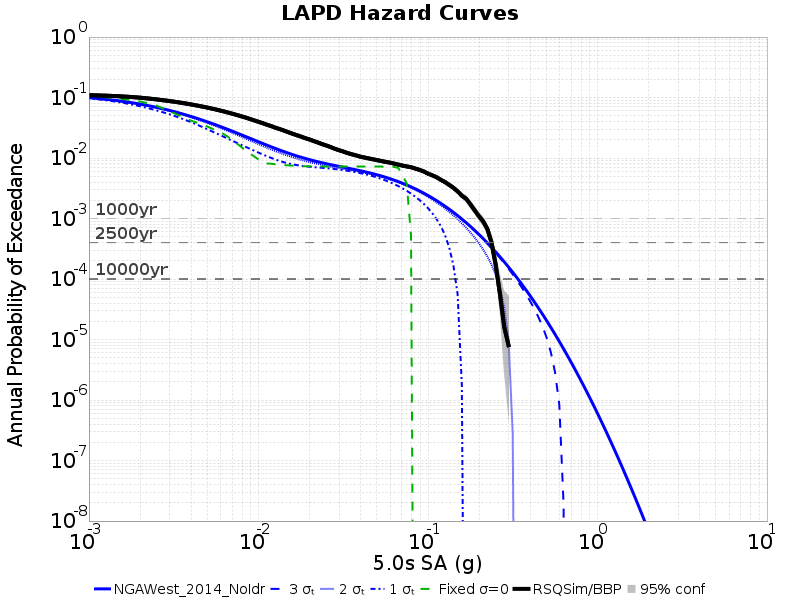 LAPD Hazard Curves
Annual Probability of Exceedance
10^0
10^-1
10^-2
10^-3
10^-4
10^-5
10^-6
10^-7
10^-8
1000yr
2500yr
10000yr
10^-3 10^-2 10^-1 10^0 10^1
5.0s SA (g)
NGAWest_2014_NoIdr 3 σₜ 2 σₜ 1 σₜ Fixed σ=0 RSQSim/BBP 95% conf